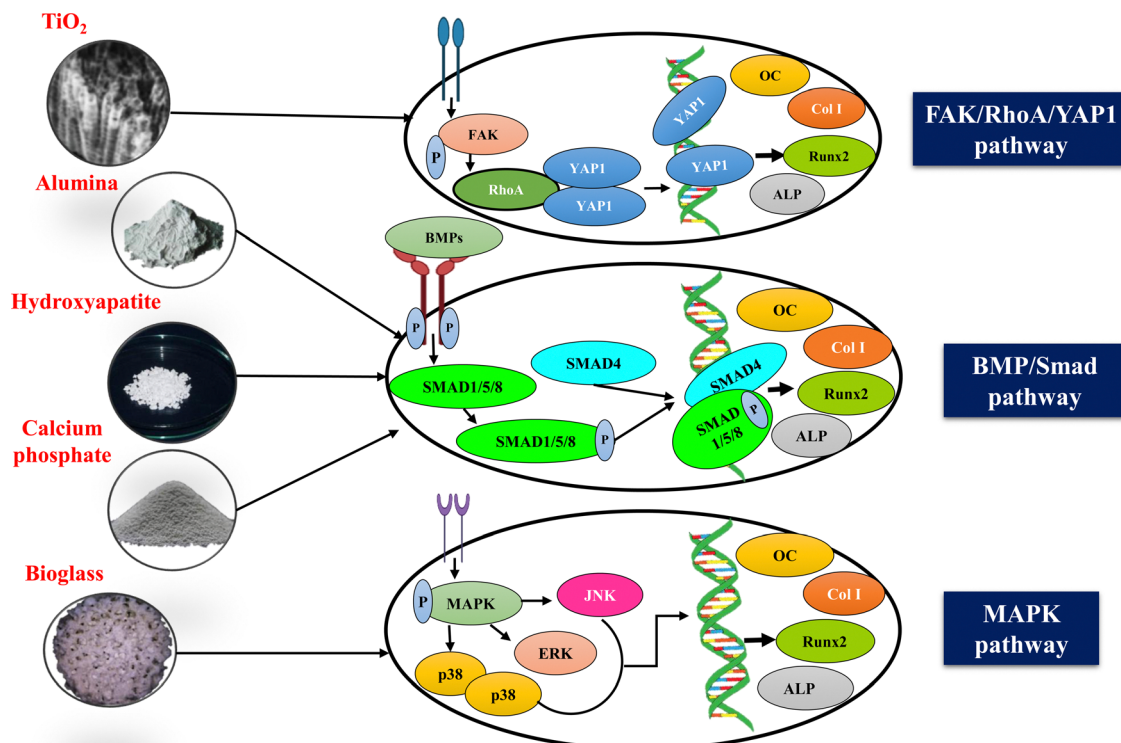 TiO2
Alumina
Hydroxyapatite
Calcium
phosphate
Bioglass
FAK
P
RhoA
YAP1
YAP1
YAP1
YAP1
OC
Col I
Runx2
ALP
FAK/RhoA/YAP1
pathway
BMPs
P
P
SMAD1/5/8
SMAD4
SMAD1/5/8
P
SMAD4
SMAD
1/5/8
P
OC
Col I
Runx2
ALP
BMP/Smad
pathway
P
MAPK
JNK
ERK
p38
p38
OC
Col I
Runx2
ALP
MAPK
pathway